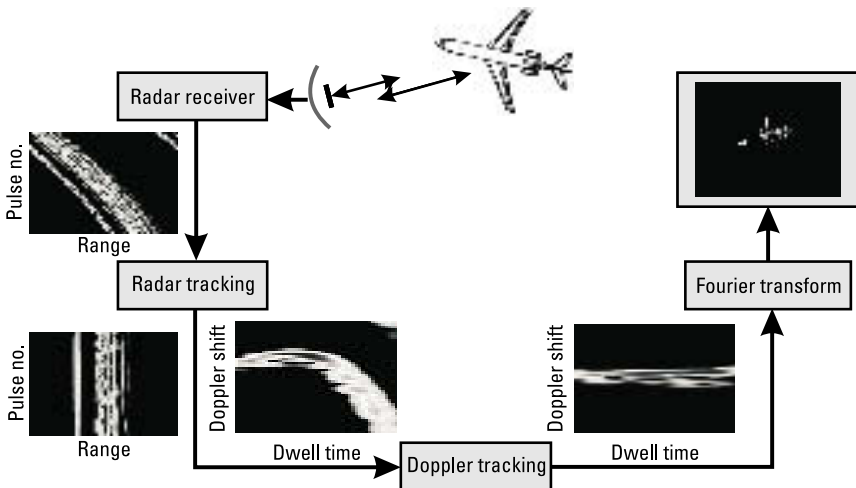 Radar receiver
Pulse no.
Range
Radar tracking
Fourier transform
Pulse no.
Range
Doppler shift
Dwell time
Doppler tracking
Doppler shift
Dwell time